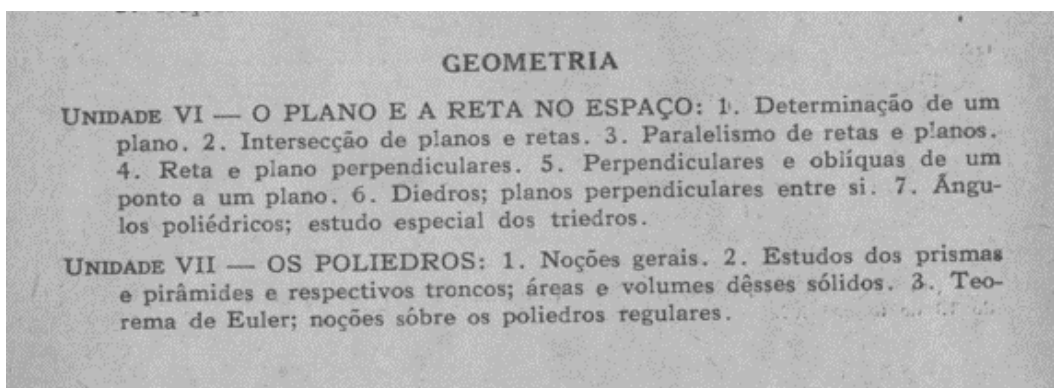 GEOMETRIA
UNIDADE VI — O PLANO E A RETA NO ESPAÇO: 1. Determinação de um
plano. 2. Intersecção de planos e retas. 3. Paralelismo de retas e planos.
4. Reta e plano perpendiculares. 5. Perpendiculares e oblíquas de um
ponto a um plano. 6. Diedros; planos perpendiculares entre si. 7. Ângu-
los poliédricos; estudo especial dos triedros.
UNIDADE VII — OS POLIEDROS: 1. Noções gerais. 2. Estudos dos prismas
e pirâmides e respectivos troncos; áreas e volumes dêsses sólidos. 3. Teo-
rema de Euler; noções sôbre os poliedros regulares.